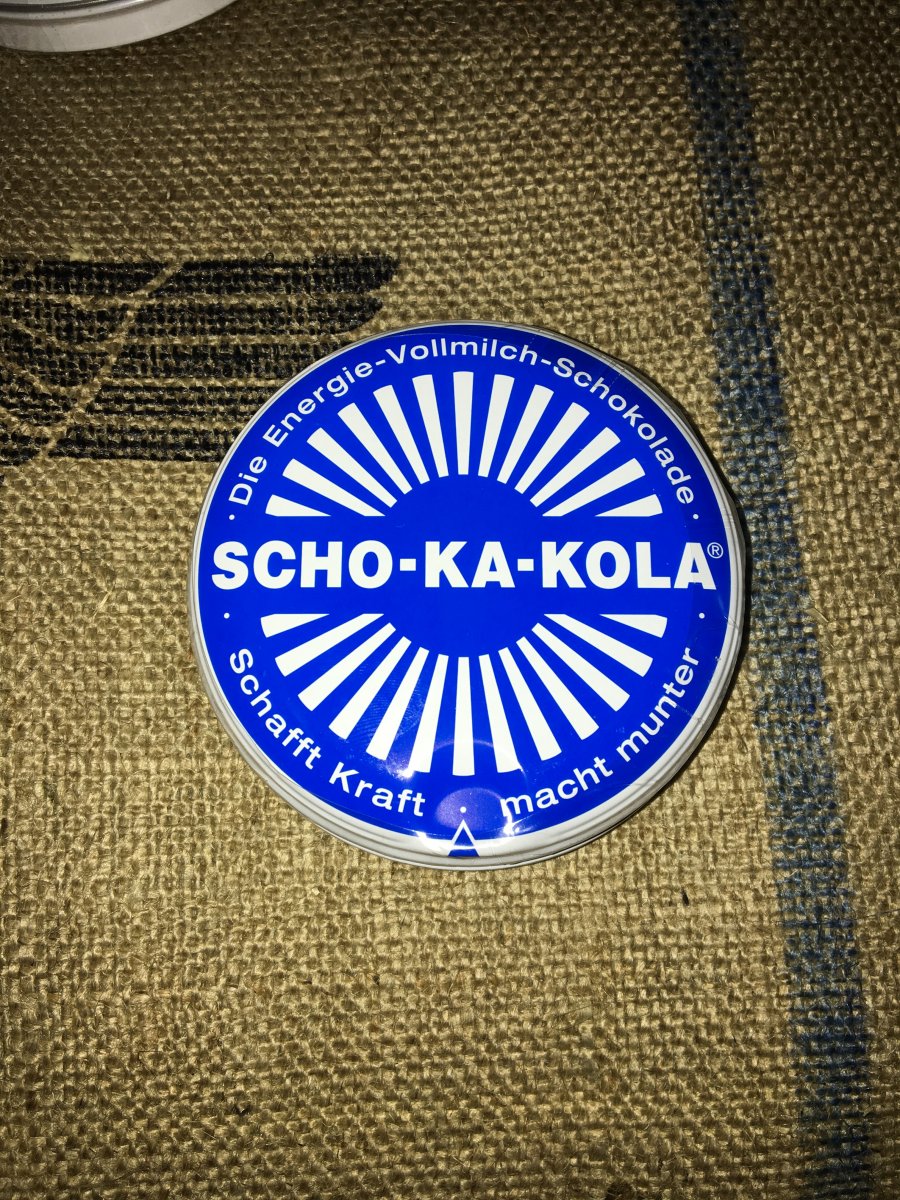 Die Energie-Vollmilch-Schokolade
SCHO-KA-KOLA®
Schafft Kraft · macht munter